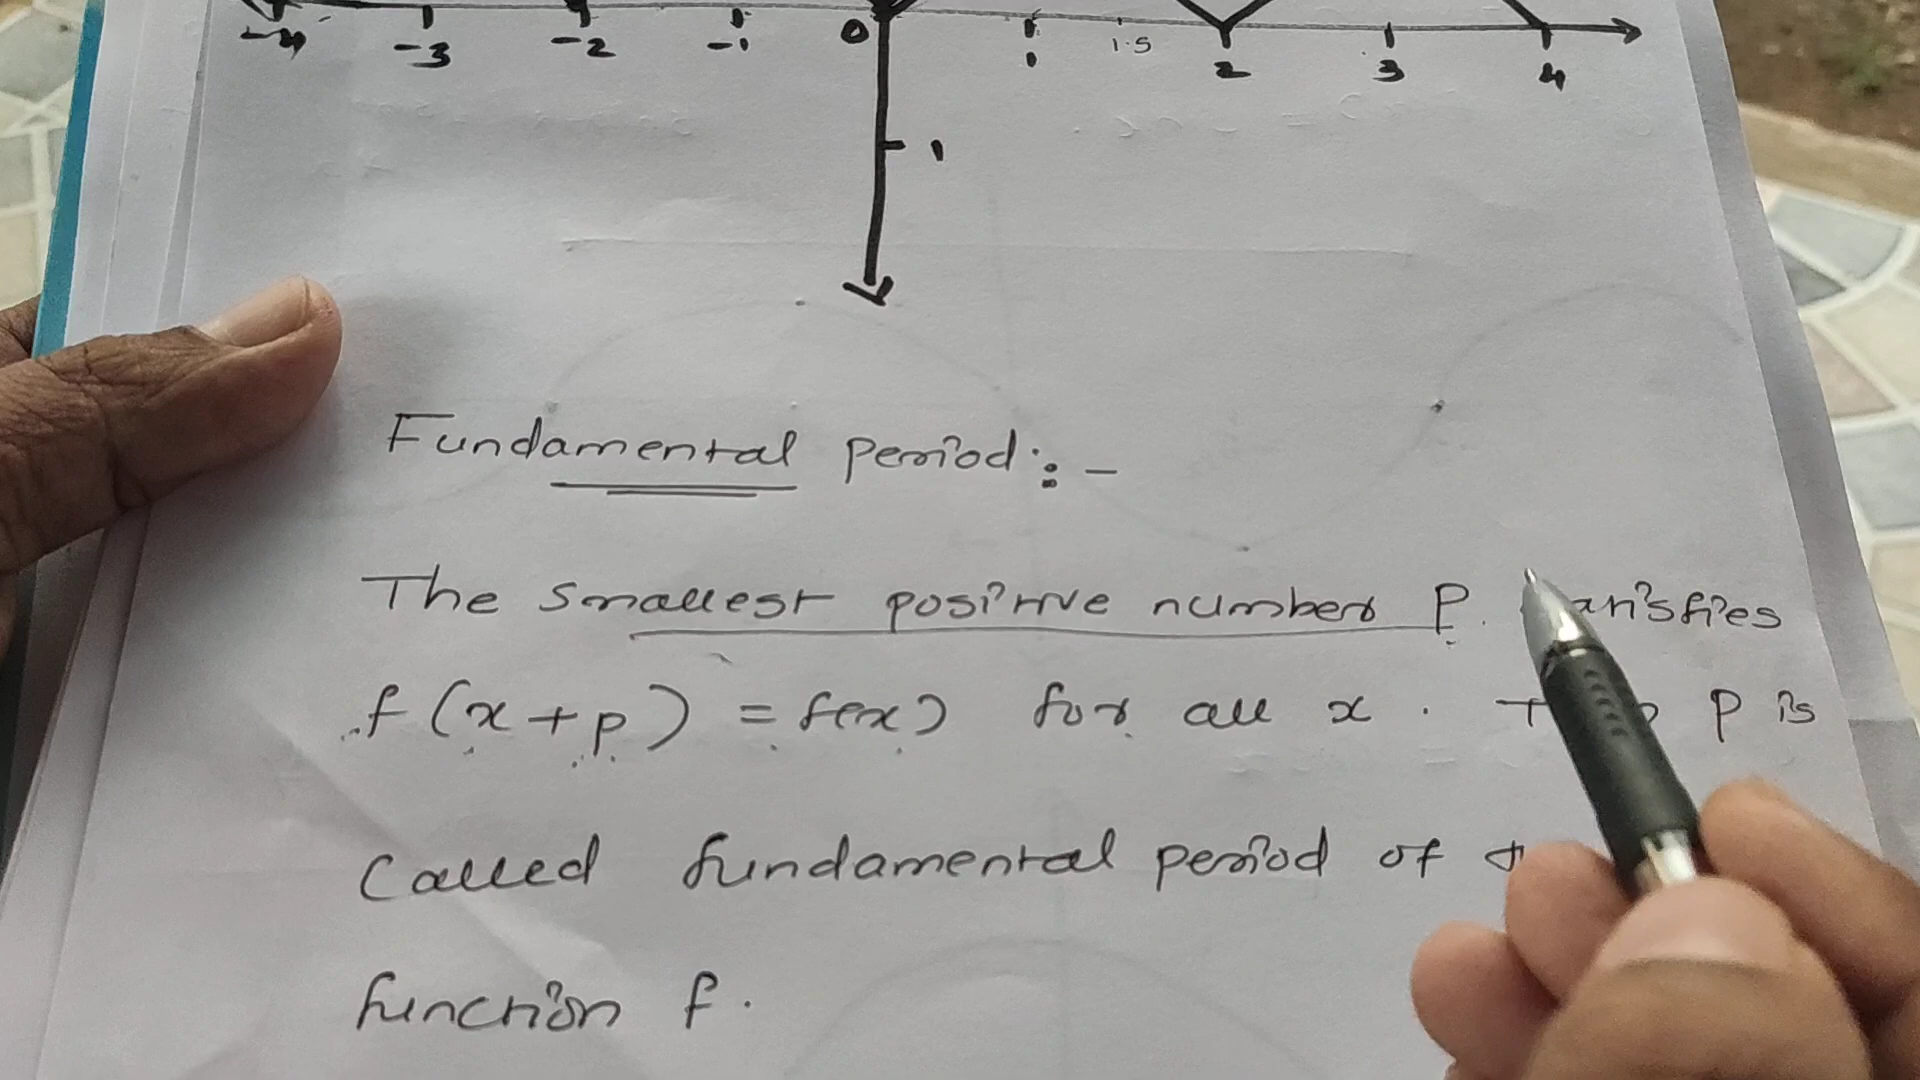 -4 -3 -2 -1 0 1 1.5 2 3 4
1
Fundamental period :-
The smallest positive number P. satisfies
f(x+p) = f(x) for all x. P is
Called fundamental period of
function f.